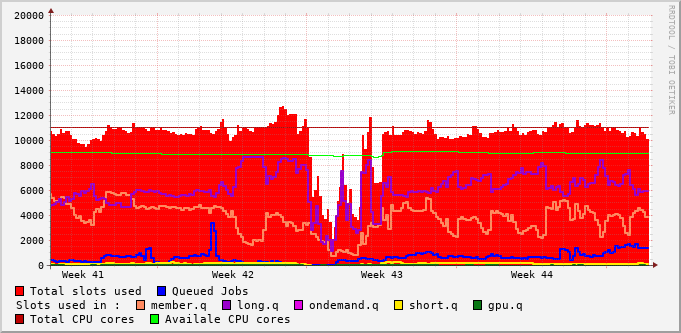 20000
18000
16000
14000
12000
10000
8000
6000
4000
2000
0
Week 41 Week 42 Week 43 Week 44
RRDTOOL / TOBI OETIKER
Total slots used Queued Jobs
Slots used in : member.q long.q ondemand.q short.q gpu.q
Total CPU cores Availale CPU cores